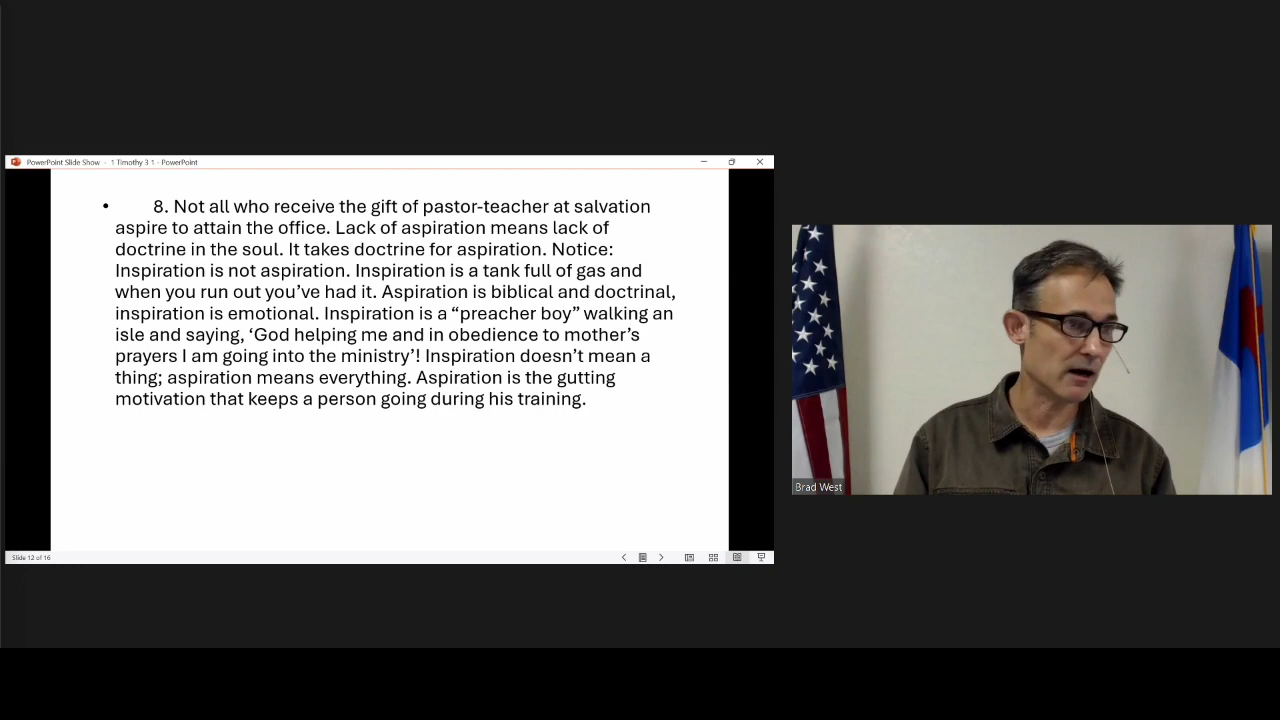 PowerPoint Slide Show - 1 Timothy 3 1 - PowerPoint
• 8. Not all who receive the gift of pastor-teacher at salvation
aspire to attain the office. Lack of aspiration means lack of
doctrine in the soul. It takes doctrine for aspiration. Notice:
Inspiration is not aspiration. Inspiration is a tank full of gas and
when you run out you’ve had it. Aspiration is biblical and doctrinal,
inspiration is emotional. Inspiration is a “preacher boy” walking an
isle and saying, ‘God helping me and in obedience to mother’s
prayers I am going into the ministry’! Inspiration doesn’t mean a
thing; aspiration means everything. Aspiration is the gutting
motivation that keeps a person going during his training.
Slide 12 of 16
Brad West